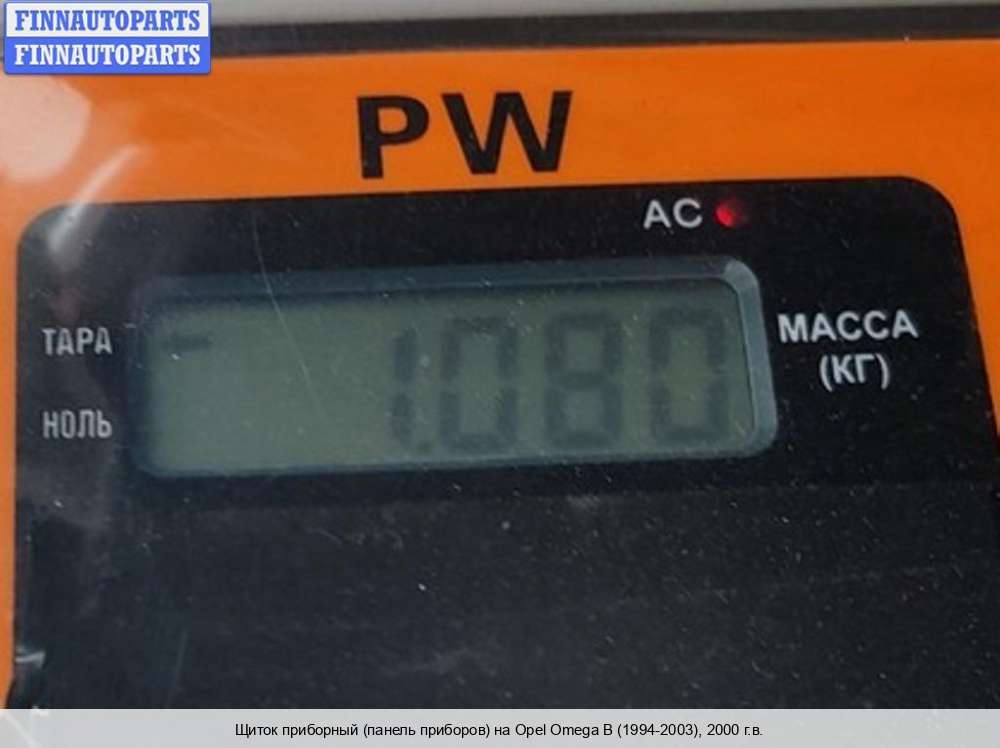 FINNAUTOPARTS
FINNAUTOPARTS
PW
AC
ТАРА
1.080
МАССА
(КГ)
НОЛЬ
Щиток приборный (панель приборов) на Opel Omega B (1994-2003), 2000 г.в.